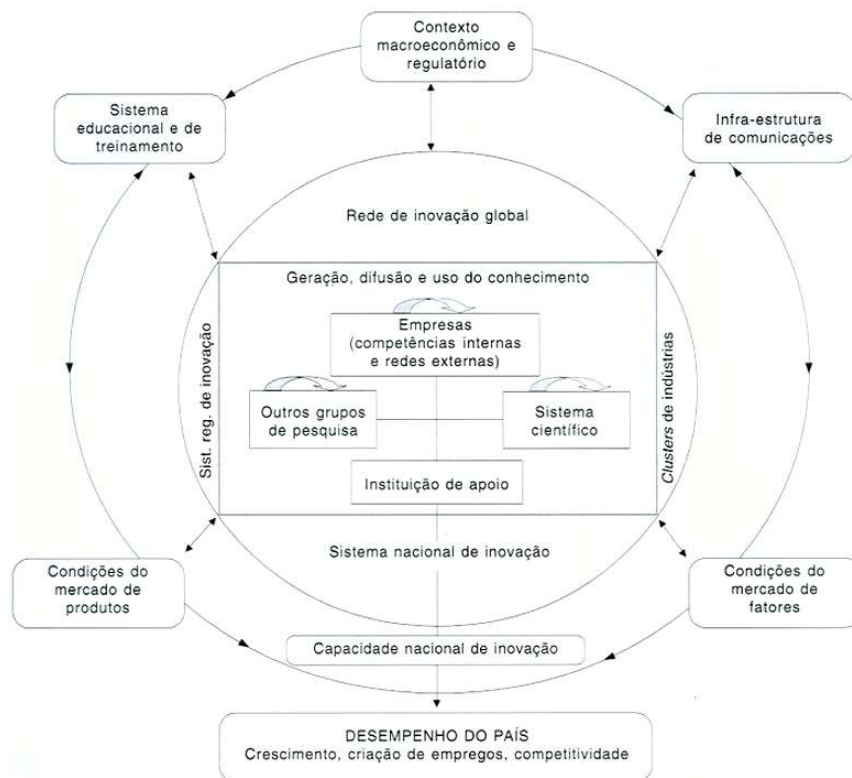 Contexto
macroeconômico e
regulatório
Sistema
educacional e de
treinamento
Infra-estrutura
de comunicações
Rede de inovação global
Geração, difusão e uso do conhecimento
Empresas
(competências internas
e redes externas)
Sist. reg. de inovação
Clusters de indústrias
Outros grupos
de pesquisa
Sistema
científico
Instituição de apoio
Sistema nacional de inovação
Condições do
mercado de
produtos
Condições do
mercado de
fatores
Capacidade nacional de inovação
DESEMPENHO DO PAÍS
Crescimento, criação de empregos, competitividade